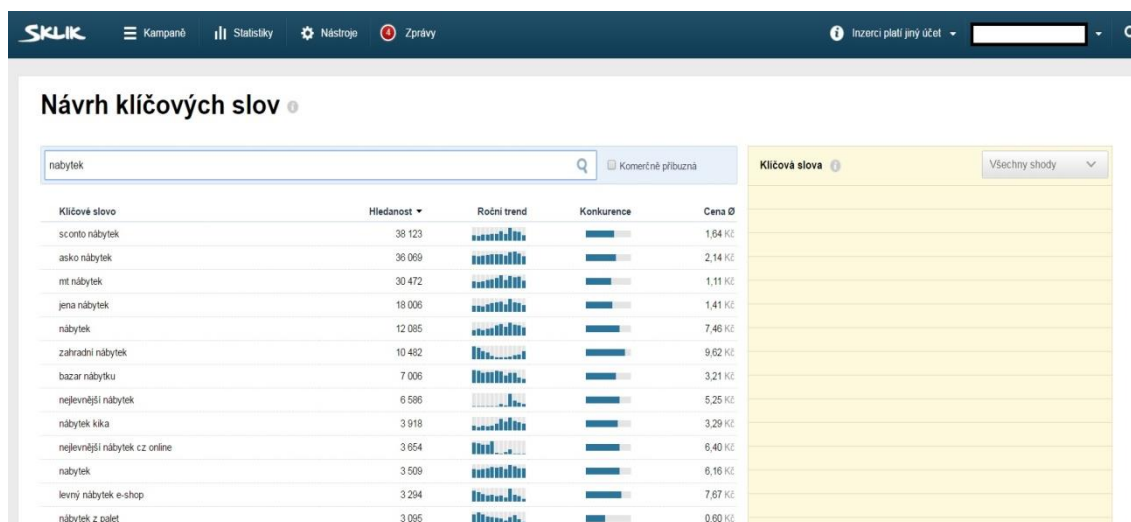 SKLIK Kampaně Statistiky Nástroje 4 Zprávy i Inzerci platí jiný účet
Návrh klíčových slov i
nabytek Komerčně příbuzná Klíčová slova i Všechny shody
Klíčové slovo Hledanost Roční trend Konkurence Cena Ø
sconto nábytek 38 123 1,64 Kč
asko nábytek 36 069 2,14 Kč
mt nábytek 30 472 1,11 Kč
jena nábytek 18 006 1,41 Kč
nábytek 12 085 7,46 Kč
zahradní nábytek 10 482 9,62 Kč
bazar nábytku 7 006 3,21 Kč
nejlevnější nábytek 6 586 5,25 Kč
nábytek kika 3 918 3,29 Kč
nejlevnější nábytek cz online 3 654 6,40 Kč
nabytek 3 509 6,16 Kč
levný nábytek e-shop 3 294 7,67 Kč
nábytek z palet 3 095 0,60 Kč